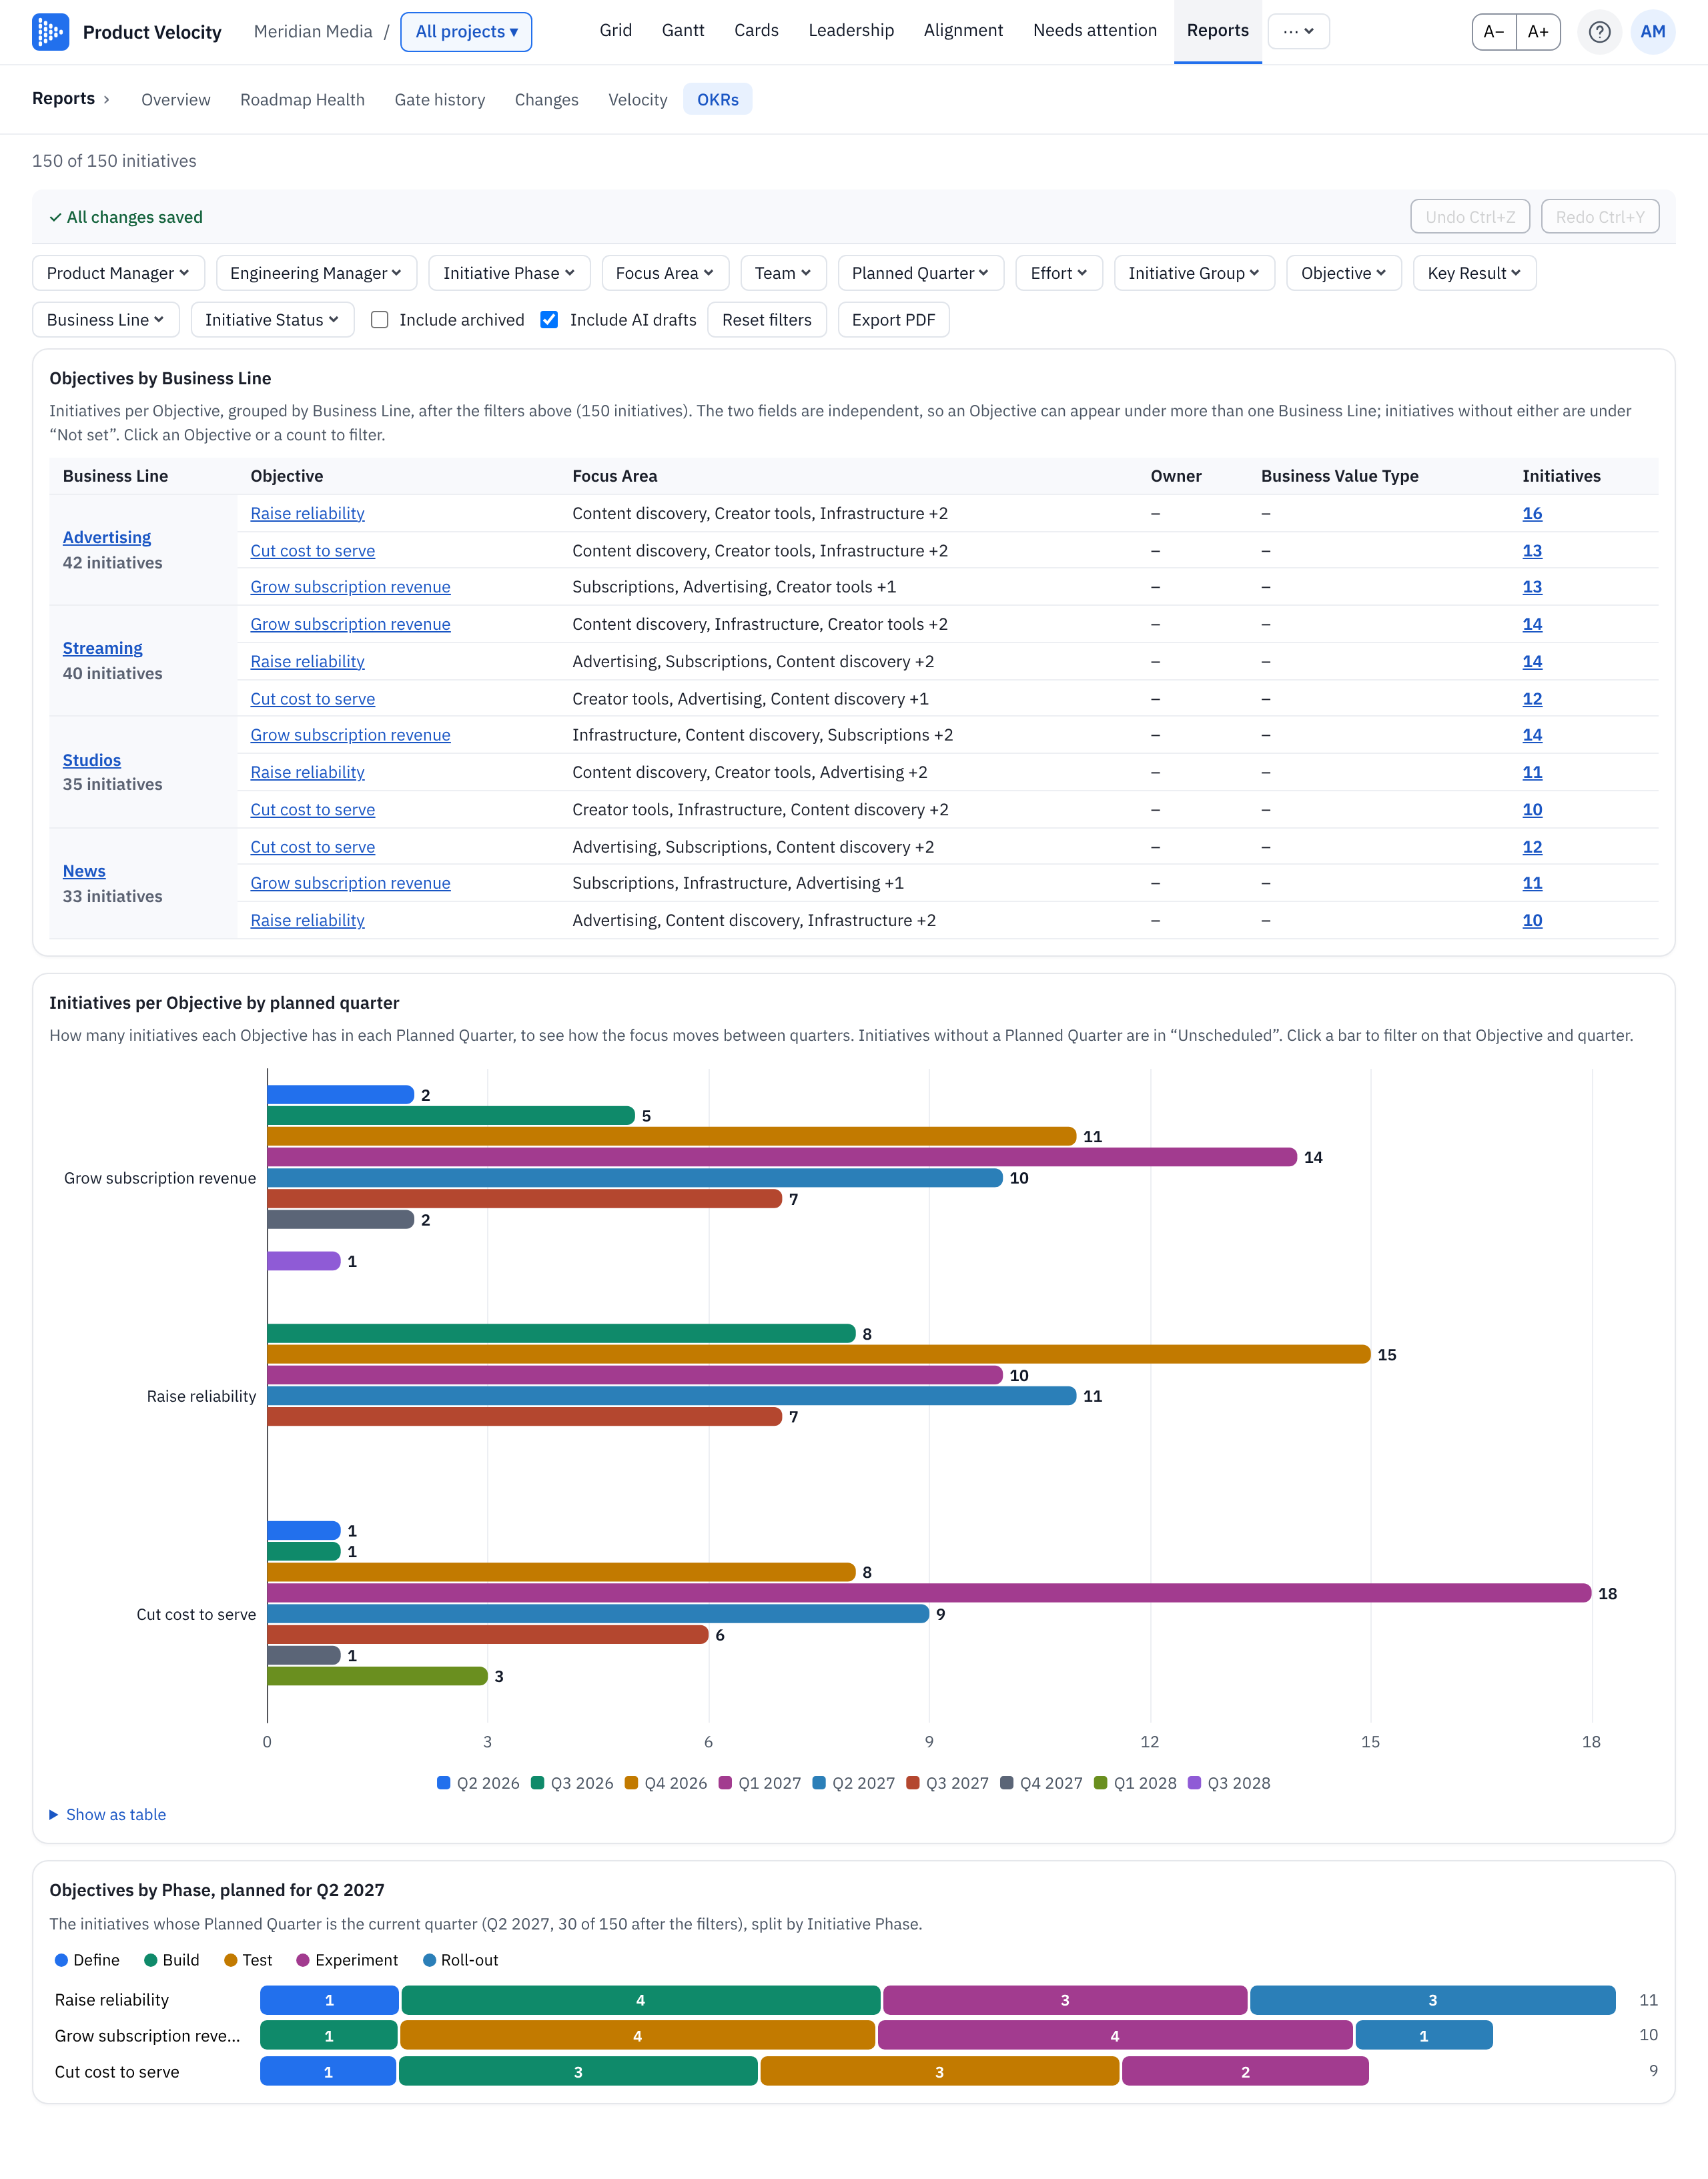 Product Velocity
Meridian Media / All projects ▾
Grid Gantt Cards Leadership Alignment Needs attention Reports ...
A− A+ ? AM
Reports › Overview Roadmap Health Gate history Changes Velocity OKRs
150 of 150 initiatives
✓ All changes saved
Undo Ctrl+Z Redo Ctrl+Y
Product Manager Engineering Manager Initiative Phase Focus Area Team Planned Quarter Effort Initiative Group Objective Key Result
Business Line Initiative Status Include archived Include AI drafts Reset filters Export PDF
Objectives by Business Line
Initiatives per Objective, grouped by Business Line, after the filters above (150 initiatives). The two fields are independent, so an Objective can appear under more than one Business Line; initiatives without either are under
“Not set”. Click an Objective or a count to filter.
Business Line Objective Focus Area Owner Business Value Type Initiatives
Advertising
42 initiatives
Raise reliability Content discovery, Creator tools, Infrastructure +2 – – 16
Cut cost to serve Content discovery, Creator tools, Infrastructure +2 – – 13
Grow subscription revenue Subscriptions, Advertising, Creator tools +1 – – 13
Streaming
40 initiatives
Grow subscription revenue Content discovery, Infrastructure, Creator tools +2 – – 14
Raise reliability Advertising, Subscriptions, Content discovery +2 – – 14
Cut cost to serve Creator tools, Advertising, Content discovery +1 – – 12
Studios
35 initiatives
Grow subscription revenue Infrastructure, Content discovery, Subscriptions +2 – – 14
Raise reliability Content discovery, Creator tools, Advertising +2 – – 11
Cut cost to serve Creator tools, Infrastructure, Content discovery +2 – – 10
News
33 initiatives
Cut cost to serve Advertising, Subscriptions, Content discovery +2 – – 12
Grow subscription revenue Subscriptions, Infrastructure, Advertising +1 – – 11
Raise reliability Advertising, Content discovery, Infrastructure +2 – – 10
Initiatives per Objective by planned quarter
How many initiatives each Objective has in each Planned Quarter, to see how the focus moves between quarters. Initiatives without a Planned Quarter are in “Unscheduled”. Click a bar to filter on that Objective and quarter.
Grow subscription revenue
2
5
11
14
10
7
2
1
Raise reliability
8
15
10
11
7
Cut cost to serve
1
1
8
18
9
6
1
3
0 3 6 9 12 15 18
Q2 2026 Q3 2026 Q4 2026 Q1 2027 Q2 2027 Q3 2027 Q4 2027 Q1 2028 Q3 2028
▶ Show as table
Objectives by Phase, planned for Q2 2027
The initiatives whose Planned Quarter is the current quarter (Q2 2027, 30 of 150 after the filters), split by Initiative Phase.
Define Build Test Experiment Roll-out
Raise reliability 1 4 3 3 11
Grow subscription reve... 1 4 4 1 10
Cut cost to serve 1 3 3 2 9